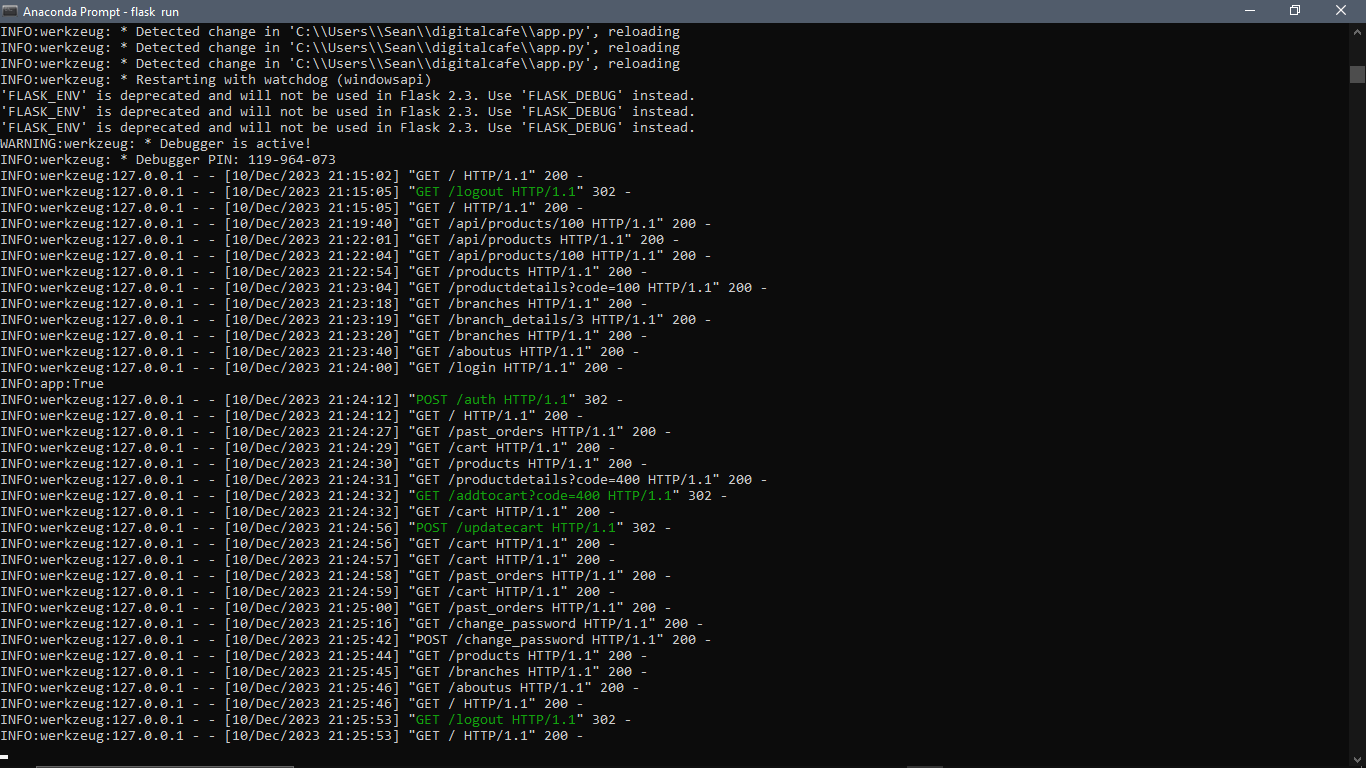 Anaconda Prompt - flask run
INFO:werkzeug: * Detected change in 'C:\\Users\\Sean\\digitalcafe\\app.py', reloading
INFO:werkzeug: * Detected change in 'C:\\Users\\Sean\\digitalcafe\\app.py', reloading
INFO:werkzeug: * Detected change in 'C:\\Users\\Sean\\digitalcafe\\app.py', reloading
INFO:werkzeug: * Restarting with watchdog (windowsapi)
'FLASK_ENV' is deprecated and will not be used in Flask 2.3. Use 'FLASK_DEBUG' instead.
'FLASK_ENV' is deprecated and will not be used in Flask 2.3. Use 'FLASK_DEBUG' instead.
'FLASK_ENV' is deprecated and will not be used in Flask 2.3. Use 'FLASK_DEBUG' instead.
WARNING:werkzeug: * Debugger is active!
INFO:werkzeug: * Debugger PIN: 119-964-073
INFO:werkzeug:127.0.0.1 - - [10/Dec/2023 21:15:02] "GET / HTTP/1.1" 200 -
INFO:werkzeug:127.0.0.1 - - [10/Dec/2023 21:15:05] "GET /logout HTTP/1.1" 302 -
INFO:werkzeug:127.0.0.1 - - [10/Dec/2023 21:15:05] "GET / HTTP/1.1" 200 -
INFO:werkzeug:127.0.0.1 - - [10/Dec/2023 21:19:40] "GET /api/products/100 HTTP/1.1" 200 -
INFO:werkzeug:127.0.0.1 - - [10/Dec/2023 21:22:01] "GET /api/products HTTP/1.1" 200 -
INFO:werkzeug:127.0.0.1 - - [10/Dec/2023 21:22:04] "GET /api/products/100 HTTP/1.1" 200 -
INFO:werkzeug:127.0.0.1 - - [10/Dec/2023 21:22:54] "GET /products HTTP/1.1" 200 -
INFO:werkzeug:127.0.0.1 - - [10/Dec/2023 21:23:04] "GET /productdetails?code=100 HTTP/1.1" 200 -
INFO:werkzeug:127.0.0.1 - - [10/Dec/2023 21:23:18] "GET /branches HTTP/1.1" 200 -
INFO:werkzeug:127.0.0.1 - - [10/Dec/2023 21:23:19] "GET /branch_details/3 HTTP/1.1" 200 -
INFO:werkzeug:127.0.0.1 - - [10/Dec/2023 21:23:20] "GET /branches HTTP/1.1" 200 -
INFO:werkzeug:127.0.0.1 - - [10/Dec/2023 21:23:40] "GET /aboutus HTTP/1.1" 200 -
INFO:werkzeug:127.0.0.1 - - [10/Dec/2023 21:24:00] "GET /login HTTP/1.1" 200 -
INFO:app:True
INFO:werkzeug:127.0.0.1 - - [10/Dec/2023 21:24:12] "POST /auth HTTP/1.1" 302 -
INFO:werkzeug:127.0.0.1 - - [10/Dec/2023 21:24:12] "GET / HTTP/1.1" 200 -
INFO:werkzeug:127.0.0.1 - - [10/Dec/2023 21:24:27] "GET /past_orders HTTP/1.1" 200 -
INFO:werkzeug:127.0.0.1 - - [10/Dec/2023 21:24:29] "GET /cart HTTP/1.1" 200 -
INFO:werkzeug:127.0.0.1 - - [10/Dec/2023 21:24:30] "GET /products HTTP/1.1" 200 -
INFO:werkzeug:127.0.0.1 - - [10/Dec/2023 21:24:31] "GET /productdetails?code=400 HTTP/1.1" 200 -
INFO:werkzeug:127.0.0.1 - - [10/Dec/2023 21:24:32] "GET /addtocart?code=400 HTTP/1.1" 302 -
INFO:werkzeug:127.0.0.1 - - [10/Dec/2023 21:24:32] "GET /cart HTTP/1.1" 200 -
INFO:werkzeug:127.0.0.1 - - [10/Dec/2023 21:24:56] "POST /updatecart HTTP/1.1" 302 -
INFO:werkzeug:127.0.0.1 - - [10/Dec/2023 21:24:56] "GET /cart HTTP/1.1" 200 -
INFO:werkzeug:127.0.0.1 - - [10/Dec/2023 21:24:57] "GET /cart HTTP/1.1" 200 -
INFO:werkzeug:127.0.0.1 - - [10/Dec/2023 21:24:58] "GET /past_orders HTTP/1.1" 200 -
INFO:werkzeug:127.0.0.1 - - [10/Dec/2023 21:24:59] "GET /cart HTTP/1.1" 200 -
INFO:werkzeug:127.0.0.1 - - [10/Dec/2023 21:25:00] "GET /past_orders HTTP/1.1" 200 -
INFO:werkzeug:127.0.0.1 - - [10/Dec/2023 21:25:16] "GET /change_password HTTP/1.1" 200 -
INFO:werkzeug:127.0.0.1 - - [10/Dec/2023 21:25:42] "POST /change_password HTTP/1.1" 200 -
INFO:werkzeug:127.0.0.1 - - [10/Dec/2023 21:25:44] "GET /products HTTP/1.1" 200 -
INFO:werkzeug:127.0.0.1 - - [10/Dec/2023 21:25:45] "GET /branches HTTP/1.1" 200 -
INFO:werkzeug:127.0.0.1 - - [10/Dec/2023 21:25:46] "GET /aboutus HTTP/1.1" 200 -
INFO:werkzeug:127.0.0.1 - - [10/Dec/2023 21:25:46] "GET / HTTP/1.1" 200 -
INFO:werkzeug:127.0.0.1 - - [10/Dec/2023 21:25:53] "GET /logout HTTP/1.1" 302 -
INFO:werkzeug:127.0.0.1 - - [10/Dec/2023 21:25:53] "GET / HTTP/1.1" 200 -